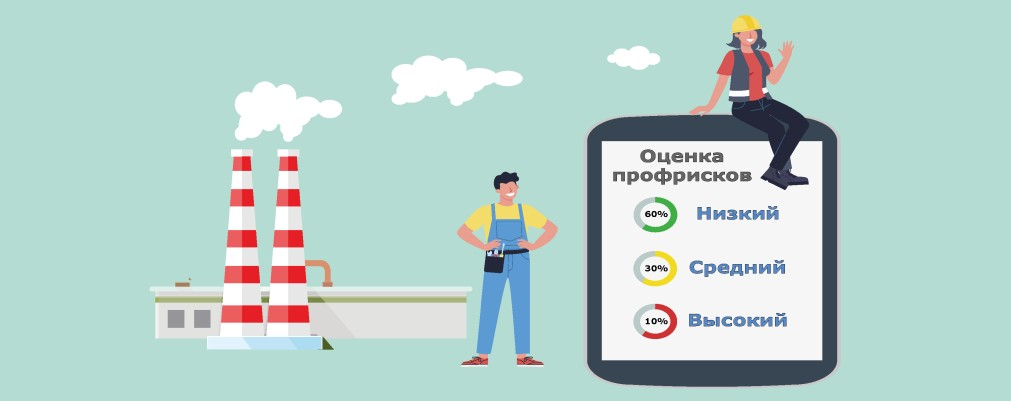 Оценка
профрисков
60% Низкий
30% Средний
10% Высокий